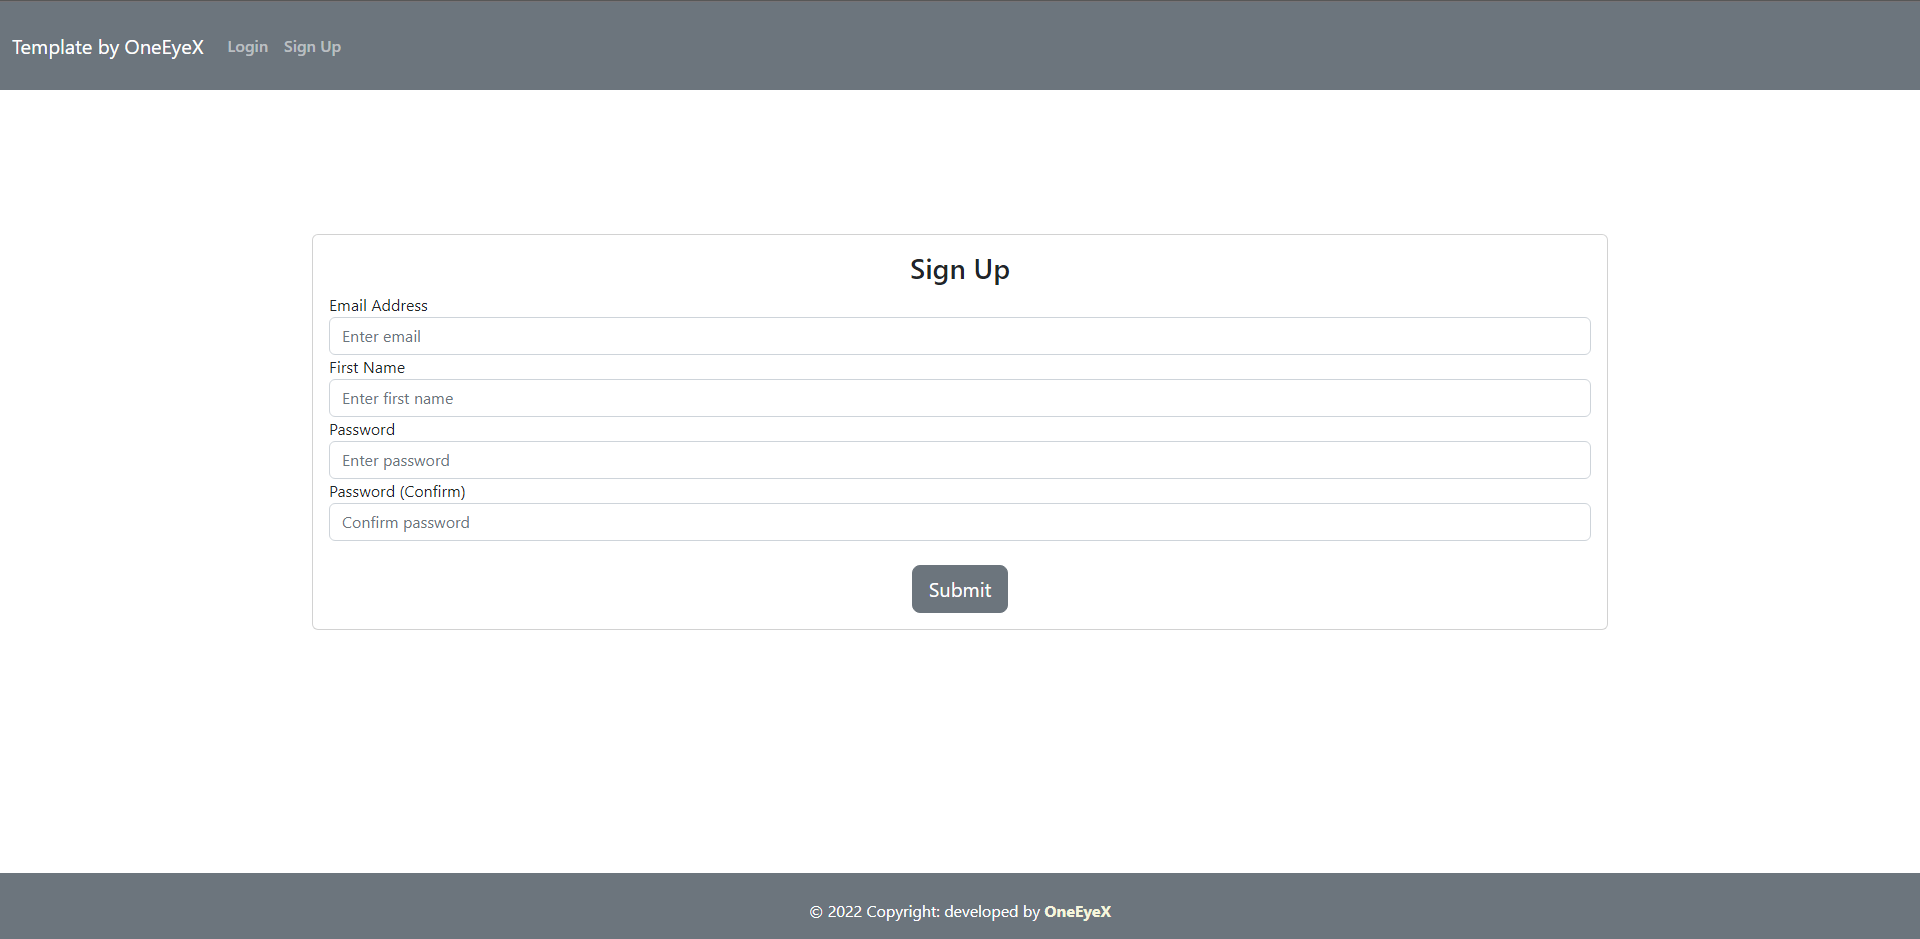 Template by OneEyeX Login Sign Up
Sign Up
Email Address
Enter email
First Name
Enter first name
Password
Enter password
Password (Confirm)
Confirm password
Submit
© 2022 Copyright: developed by OneEyeX